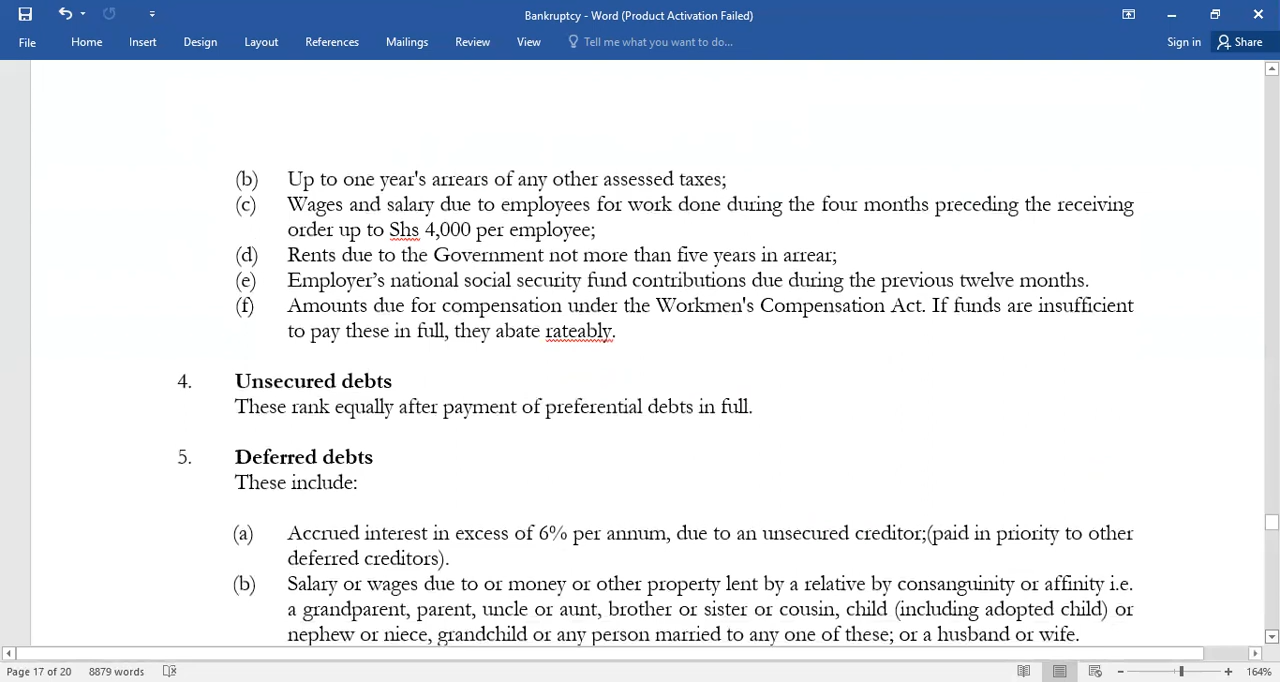 Bankruptcy - Word (Product Activation Failed)
File Home Insert Design Layout References Mailings Review View Tell me what you want to do... Sign in Share
(b) Up to one year's arrears of any other assessed taxes;
(c) Wages and salary due to employees for work done during the four months preceding the receiving
order up to Shs 4,000 per employee;
(d) Rents due to the Government not more than five years in arrear;
(e) Employer’s national social security fund contributions due during the previous twelve months.
(f) Amounts due for compensation under the Workmen's Compensation Act. If funds are insufficient
to pay these in full, they abate rateably.
4. Unsecured debts
These rank equally after payment of preferential debts in full.
5. Deferred debts
These include:
(a) Accrued interest in excess of 6% per annum, due to an unsecured creditor;(paid in priority to other
deferred creditors).
(b) Salary or wages due to or money or other property lent by a relative by consanguinity or affinity i.e.
a grandparent, parent, uncle or aunt, brother or sister or cousin, child (including adopted child) or
nephew or niece, grandchild or any person married to any one of these; or a husband or wife.
Page 17 of 20 8879 words 164%